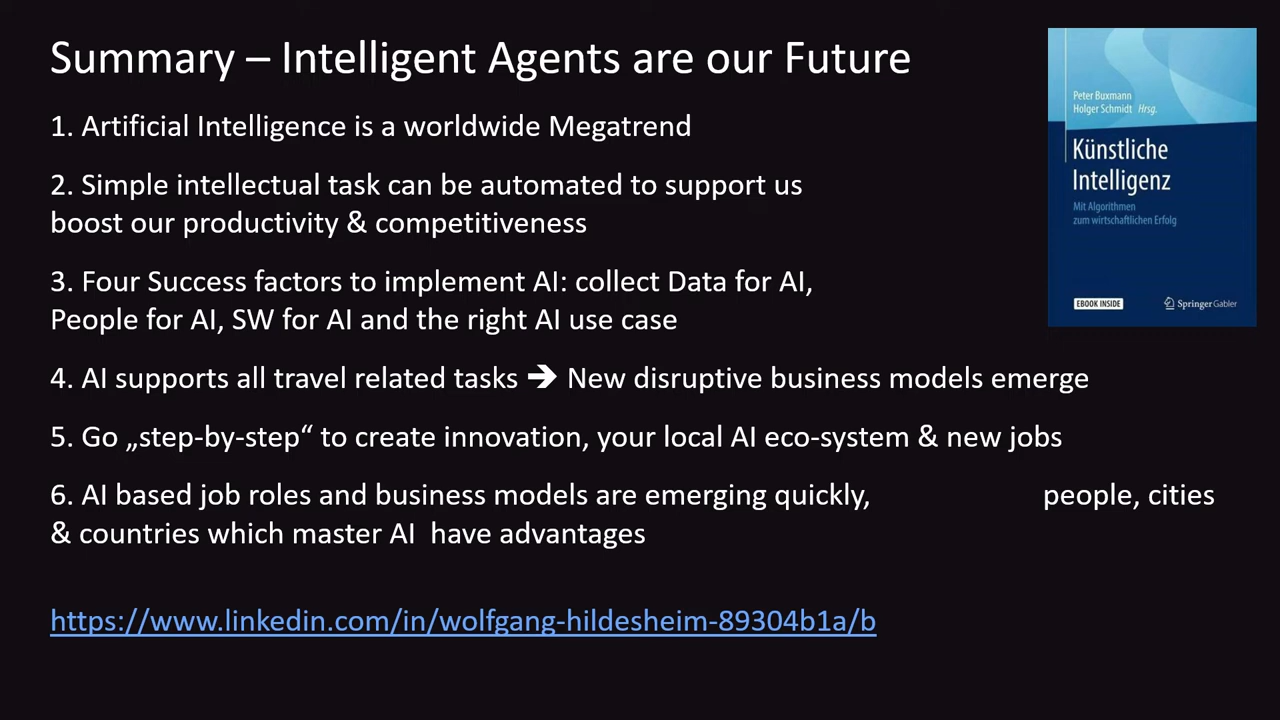 Summary – Intelligent Agents are our Future
1. Artificial Intelligence is a worldwide Megatrend
2. Simple intellectual task can be automated to support us
boost our productivity & competitiveness
3. Four Success factors to implement AI: collect Data for AI,
People for AI, SW for AI and the right AI use case
4. AI supports all travel related tasks 🡺 New disruptive business models emerge
5. Go „step-by-step“ to create innovation, your local AI eco-system & new jobs
6. AI based job roles and business models are emerging quickly, people, cities
& countries which master AI  have advantages
https://www.linkedin.com/in/wolfgang-hildesheim-89304b1a/b
Peter Buxmann
Holger Schmidt Hrsg.
Künstliche
Intelligenz
Mit Algorithmen
zum wirtschaftlichen Erfolg
EBOOK INSIDE
Springer Gabler